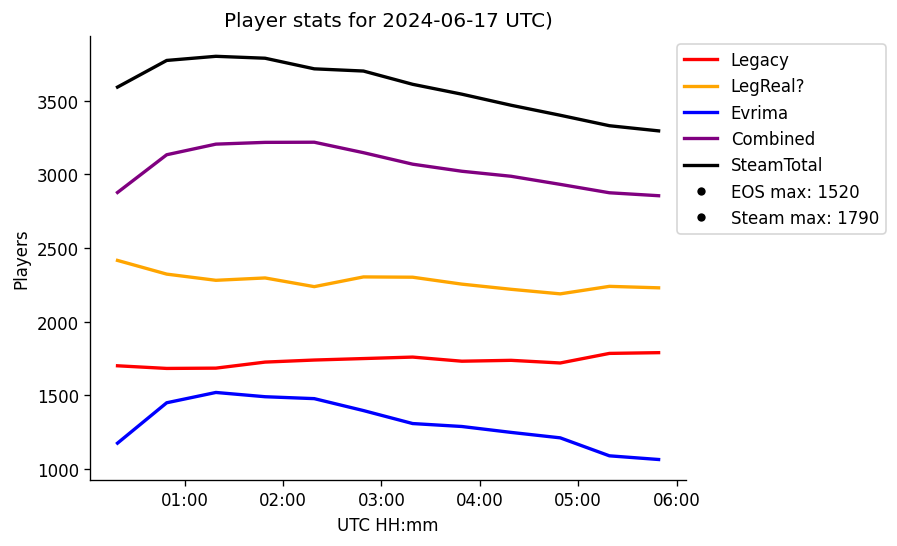 Player stats for 2024-06-17 UTC)
Legacy
LegReal?
Evrima
Combined
SteamTotal
EOS max: 1520
Steam max: 1790
Players
3500
3000
2500
2000
1500
1000
01:00 02:00 03:00 04:00 05:00 06:00
UTC HH:mm